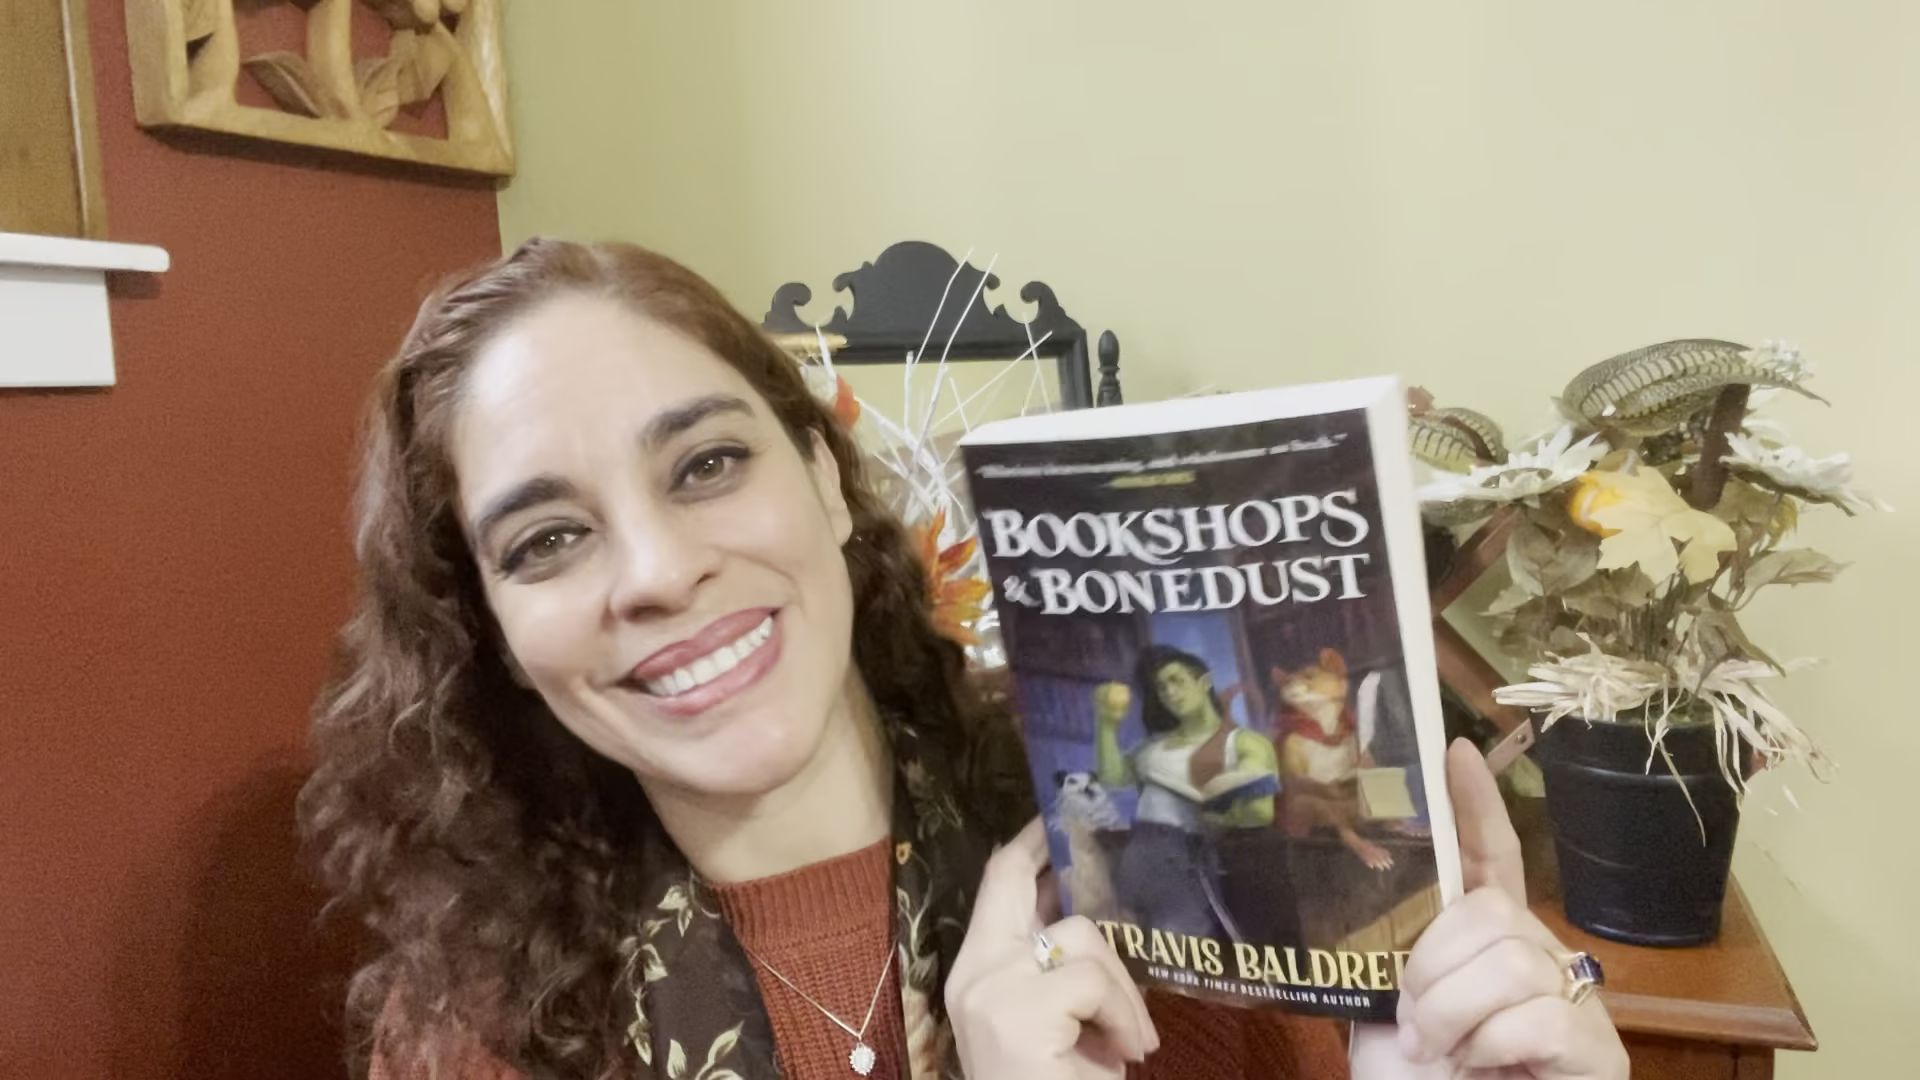 BOOKSHOPS
& BONEDUST
TRAVIS BALDREE
NEW YORK TIMES BESTSELLING AUTHOR